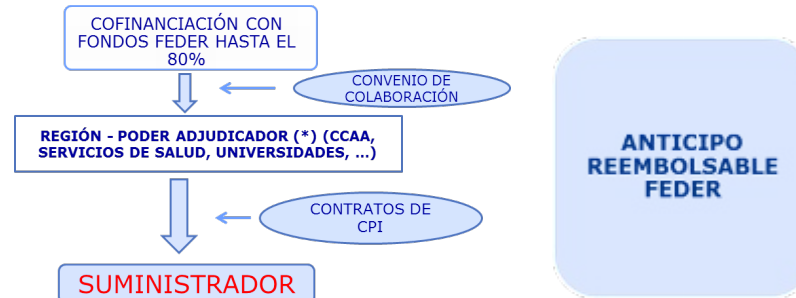 COFINANCIACIÓN CON
FONDOS FEDER HASTA EL
80%
CONVENIO DE
COLABORACIÓN
REGIÓN - PODER ADJUDICADOR (*) (CCAA,
SERVICIOS DE SALUD, UNIVERSIDADES, ...)
CONTRATOS DE
CPI
SUMINISTRADOR
ANTICIPO
REEMBOLSABLE
FEDER